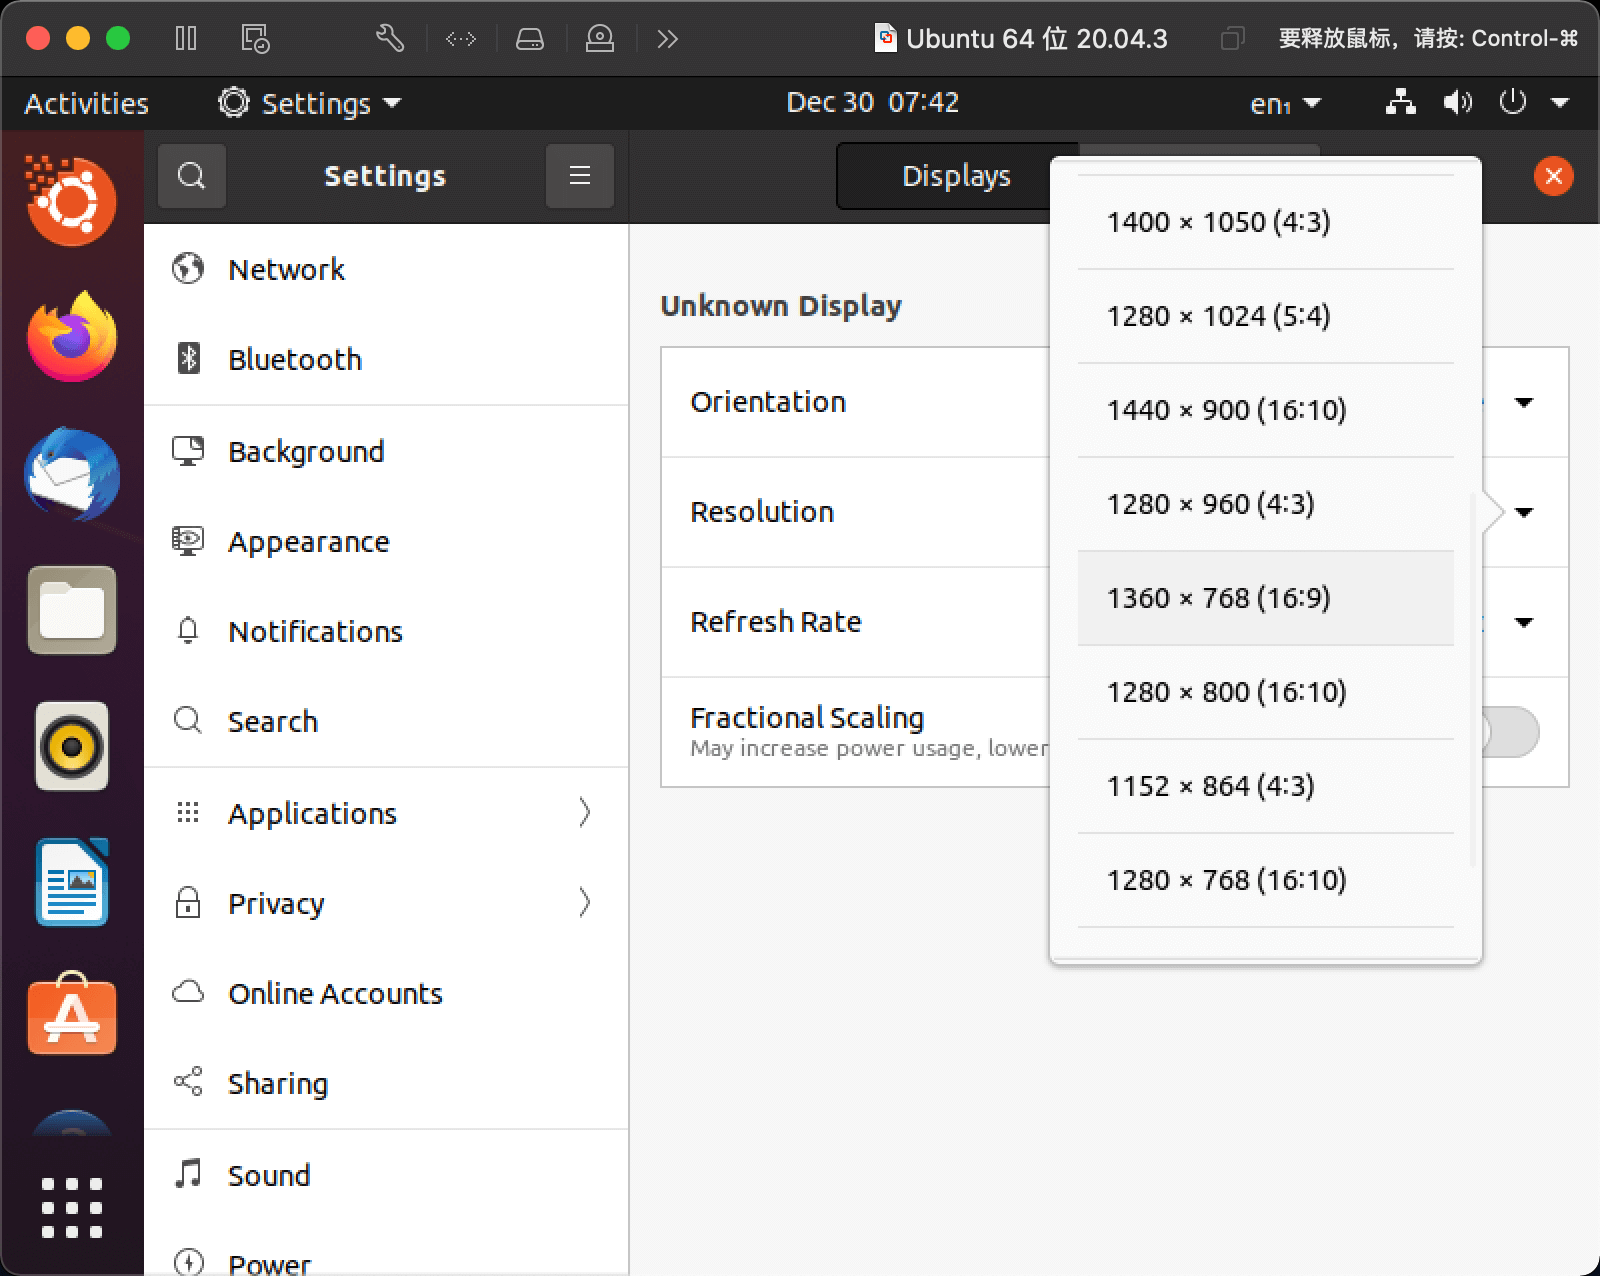 Ubuntu 64 位 20.04.3
要释放鼠标，请按: Control-⌘
Activities
Settings
Dec 30 07:42
en₁
Settings
Displays
Network
Bluetooth
Background
Appearance
Notifications
Search
Applications
Privacy
Online Accounts
Sharing
Sound
Power
Unknown Display
Orientation
Resolution
Refresh Rate
Fractional Scaling
May increase power usage, lower
1400 × 1050 (4:3)
1280 × 1024 (5:4)
1440 × 900 (16:10)
1280 × 960 (4:3)
1360 × 768 (16:9)
1280 × 800 (16:10)
1152 × 864 (4:3)
1280 × 768 (16:10)